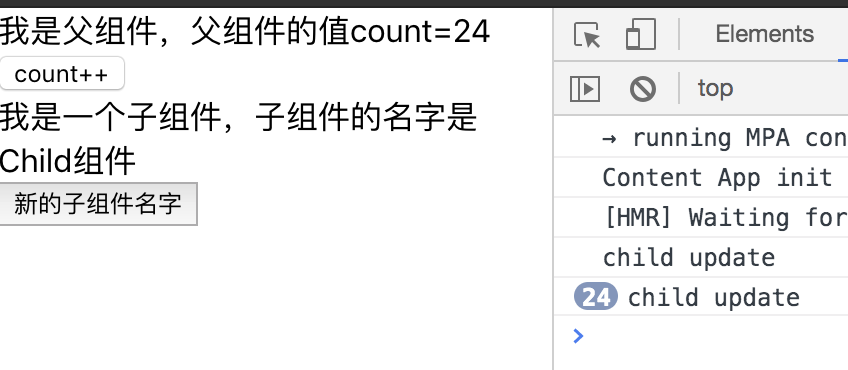 我是父组件，父组件的值count=24
count++
我是一个子组件，子组件的名字是
Child组件
新的子组件名字
Elements
top
→ running MPA con
Content App init
[HMR] Waiting for
child update
24 child update